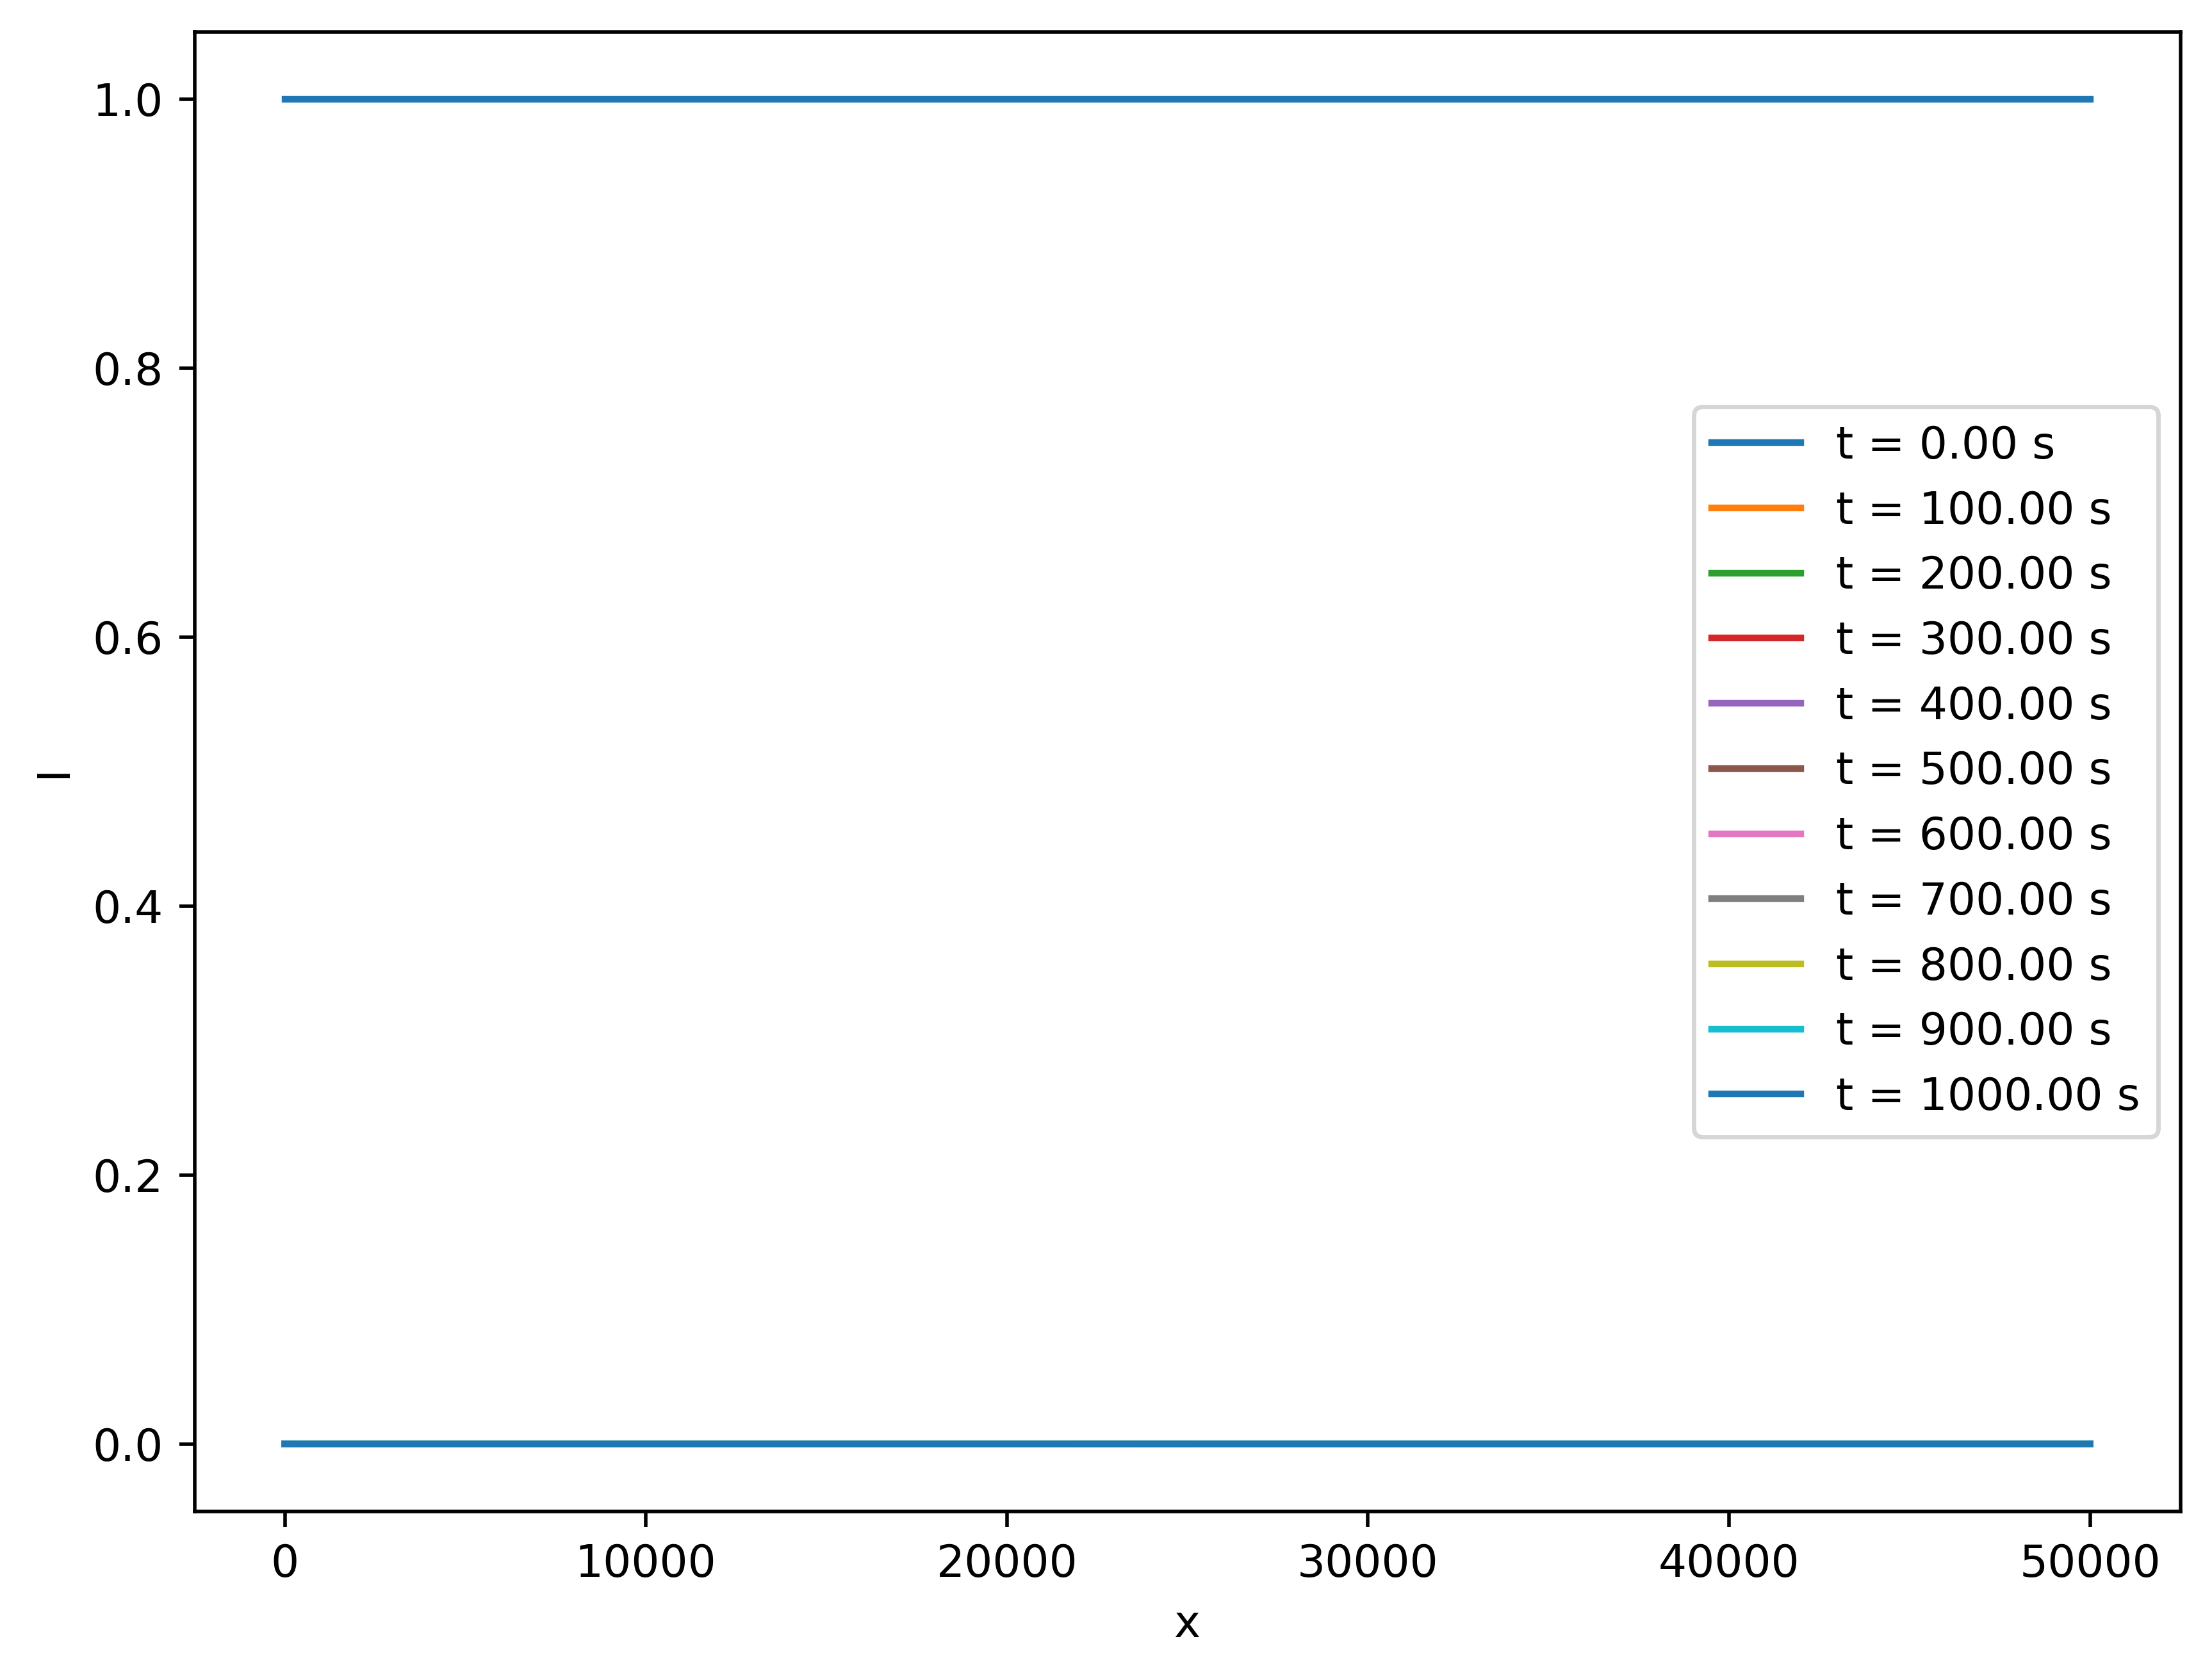 1.0
0.8
0.6
0.4
0.2
0.0
I
t = 0.00 s
t = 100.00 s
t = 200.00 s
t = 300.00 s
t = 400.00 s
t = 500.00 s
t = 600.00 s
t = 700.00 s
t = 800.00 s
t = 900.00 s
t = 1000.00 s
0 10000 20000 30000 40000 50000
x